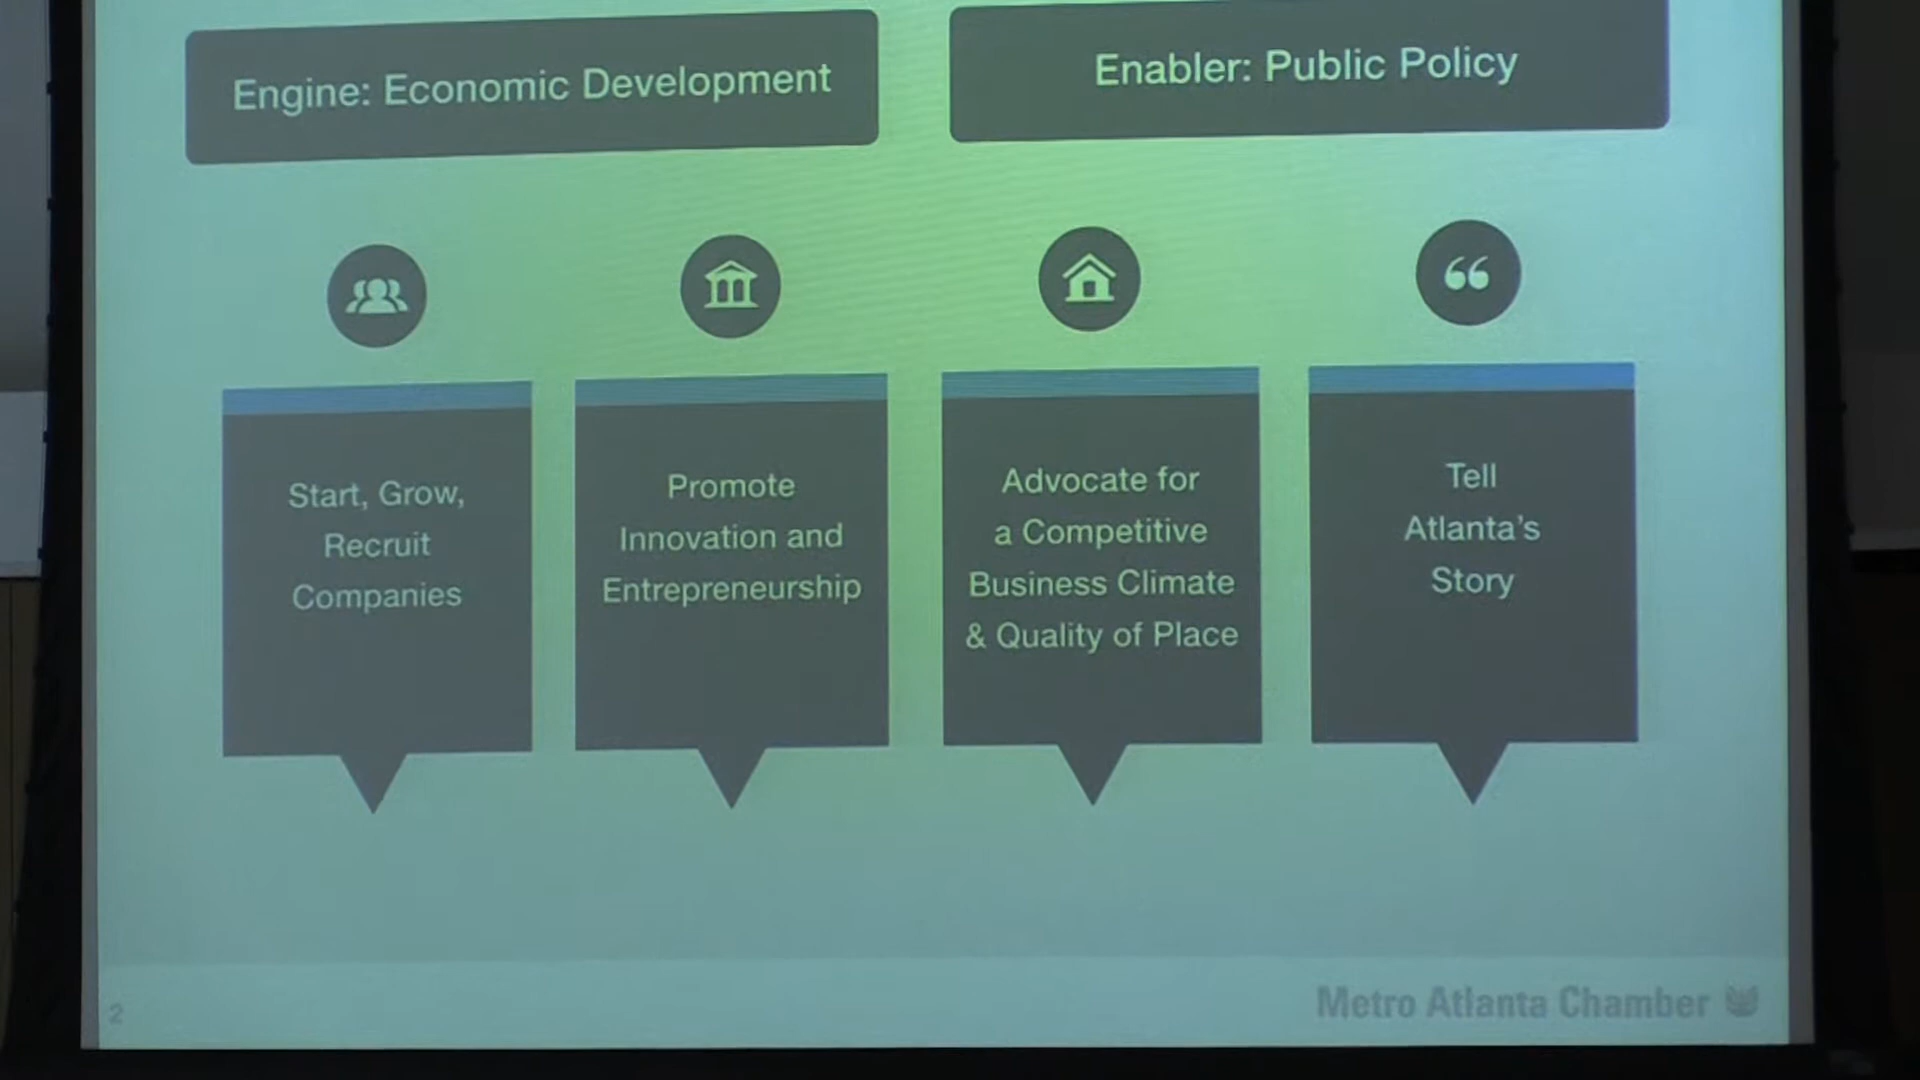 Engine: Economic Development
Enabler: Public Policy
Start, Grow,
Recruit
Companies
Promote
Innovation and
Entrepreneurship
Advocate for
a Competitive
Business Climate
& Quality of Place
Tell
Atlanta's
Story
2
Metro Atlanta Chamber